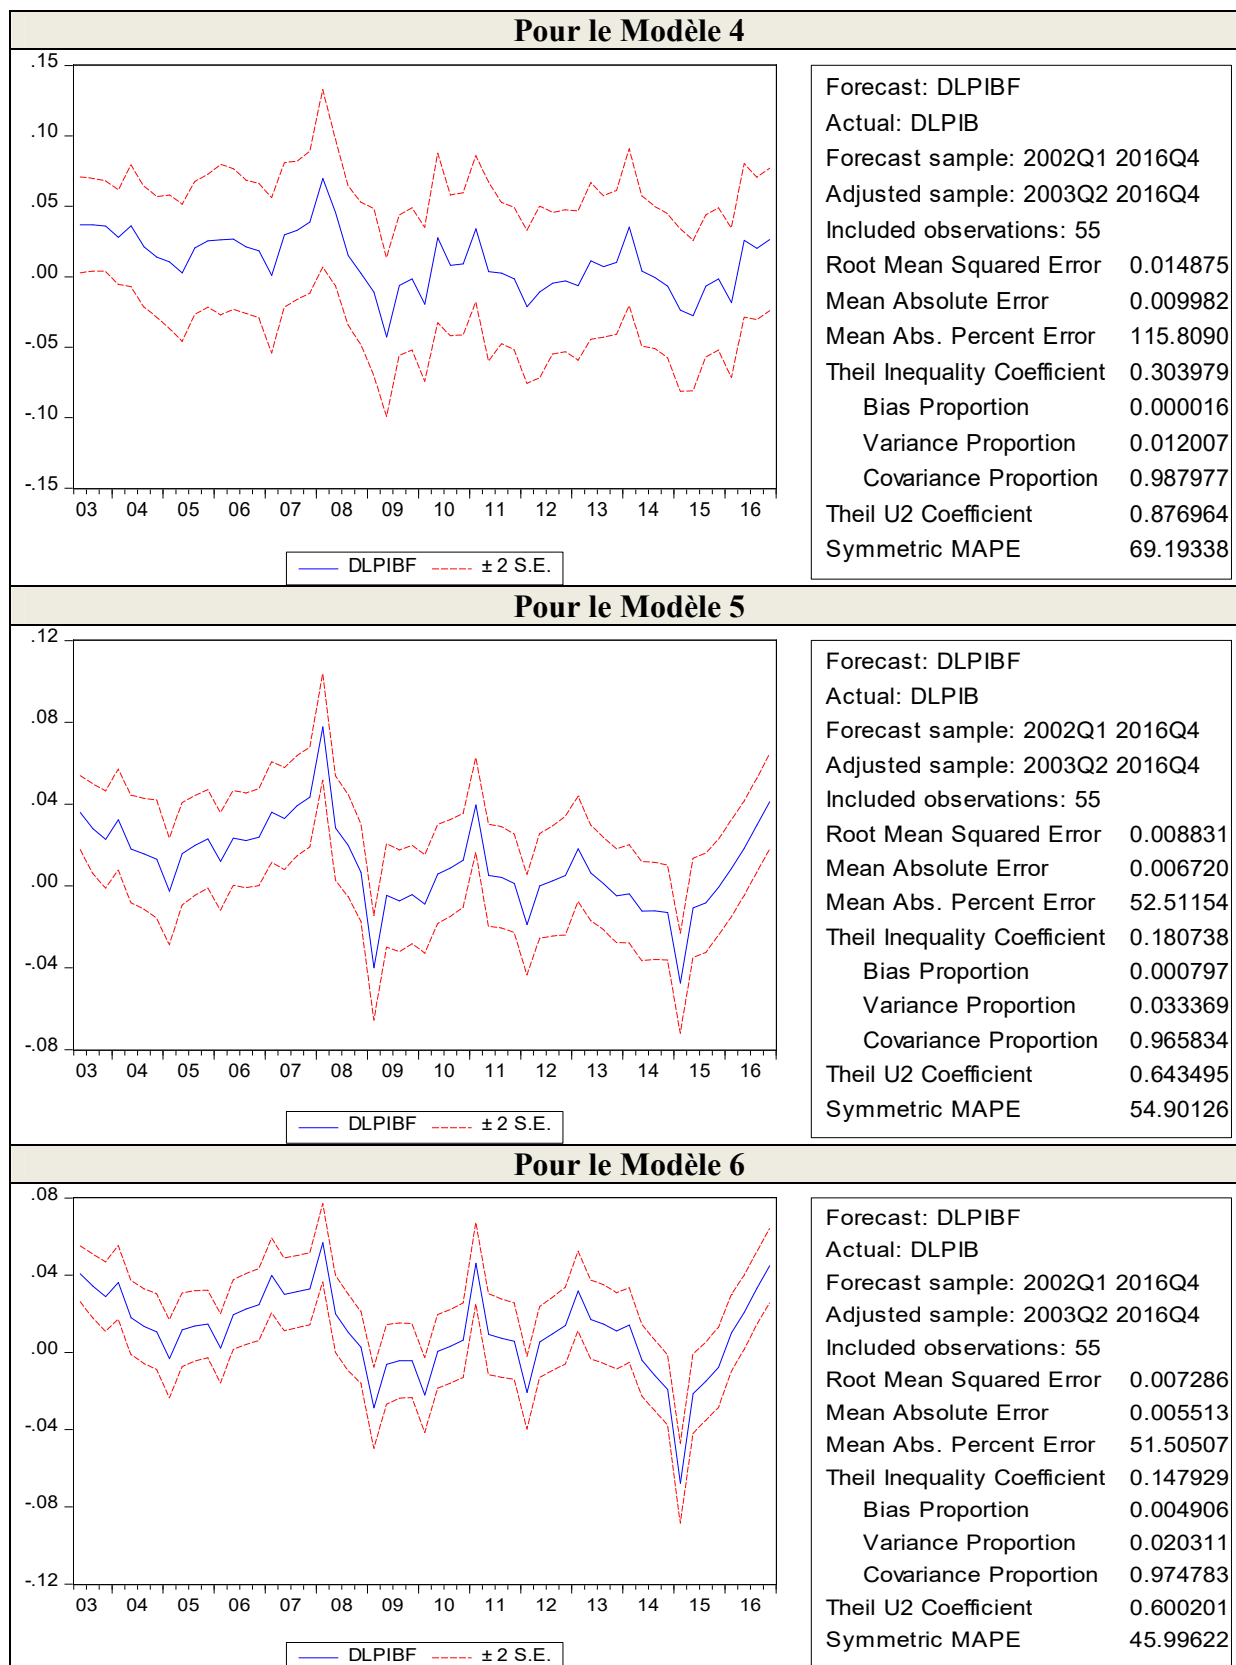 Pour le Modèle 4
.15
.10
.05
.00
-.05
-.10
-.15
03 04 05 06 07 08 09 10 11 12 13 14 15 16
DLPIBF ± 2 S.E.
Forecast: DLPIBF
Actual: DLPIB
Forecast sample: 2002Q1 2016Q4
Adjusted sample: 2003Q2 2016Q4
Included observations: 55
Root Mean Squared Error 0.014875
Mean Absolute Error 0.009982
Mean Abs. Percent Error 115.8090
Theil Inequality Coefficient 0.303979
Bias Proportion 0.000016
Variance Proportion 0.012007
Covariance Proportion 0.987977
Theil U2 Coefficient 0.876964
Symmetric MAPE 69.19338
Pour le Modèle 5
.12
.08
.04
.00
-.04
-.08
03 04 05 06 07 08 09 10 11 12 13 14 15 16
DLPIBF ± 2 S.E.
Forecast: DLPIBF
Actual: DLPIB
Forecast sample: 2002Q1 2016Q4
Adjusted sample: 2003Q2 2016Q4
Included observations: 55
Root Mean Squared Error 0.008831
Mean Absolute Error 0.006720
Mean Abs. Percent Error 52.51154
Theil Inequality Coefficient 0.180738
Bias Proportion 0.000797
Variance Proportion 0.033369
Covariance Proportion 0.965834
Theil U2 Coefficient 0.643495
Symmetric MAPE 54.90126
Pour le Modèle 6
.08
.04
.00
-.04
-.08
-.12
03 04 05 06 07 08 09 10 11 12 13 14 15 16
DLPIBF ± 2 S.E.
Forecast: DLPIBF
Actual: DLPIB
Forecast sample: 2002Q1 2016Q4
Adjusted sample: 2003Q2 2016Q4
Included observations: 55
Root Mean Squared Error 0.007286
Mean Absolute Error 0.005513
Mean Abs. Percent Error 51.50507
Theil Inequality Coefficient 0.147929
Bias Proportion 0.004906
Variance Proportion 0.020311
Covariance Proportion 0.974783
Theil U2 Coefficient 0.600201
Symmetric MAPE 45.99622